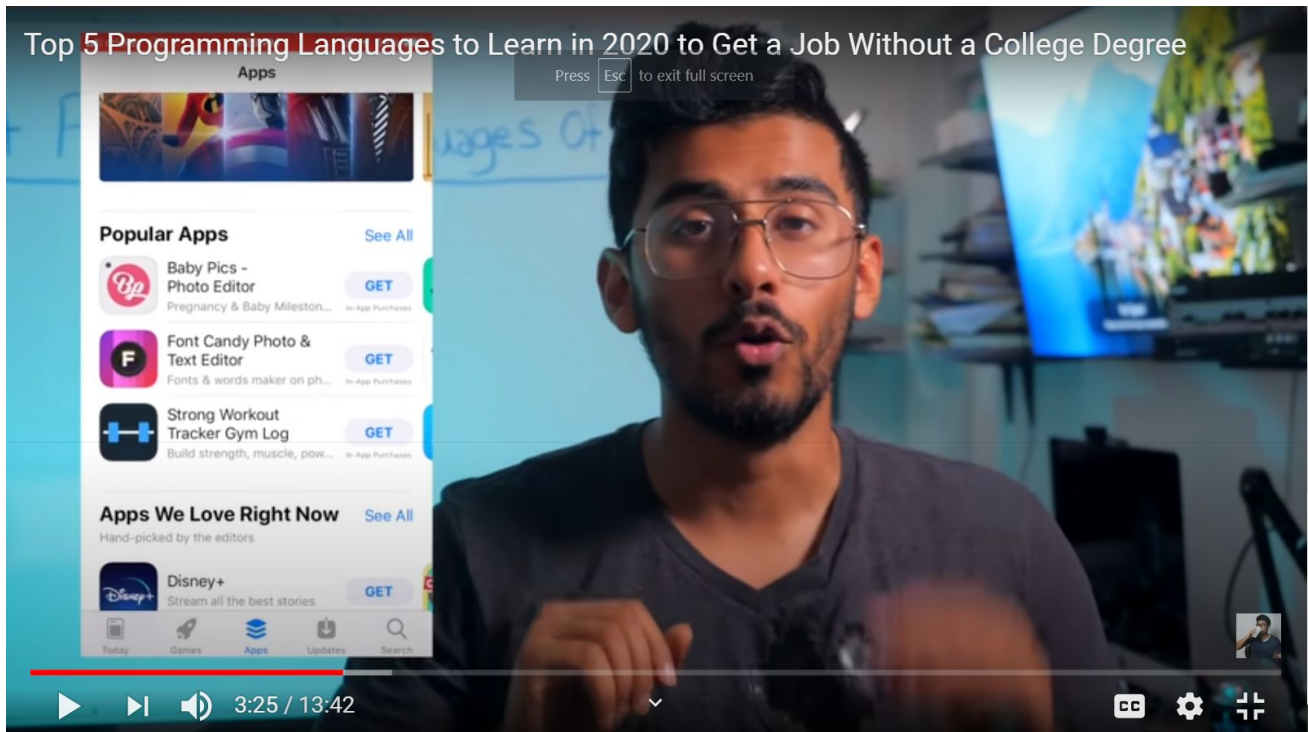 Top 5 Programming Languages to Learn in 2020 to Get a Job Without a College Degree
Press Esc to exit full screen
Apps
Popular Apps See All
Baby Pics -
Photo Editor
GET
Pregnancy & Baby Mileston...
In-App Purchases
Font Candy Photo &
Text Editor
GET
Fonts & words maker on ph...
In-App Purchases
Strong Workout
Tracker Gym Log
GET
Build strength, muscle, pow...
In-App Purchases
Apps We Love Right Now See All
Hand-picked by the editors
Disney+
Disney+
GET
Stream all the best stories
Today Games Apps Updates Search
Of
3:25 / 13:42
CC